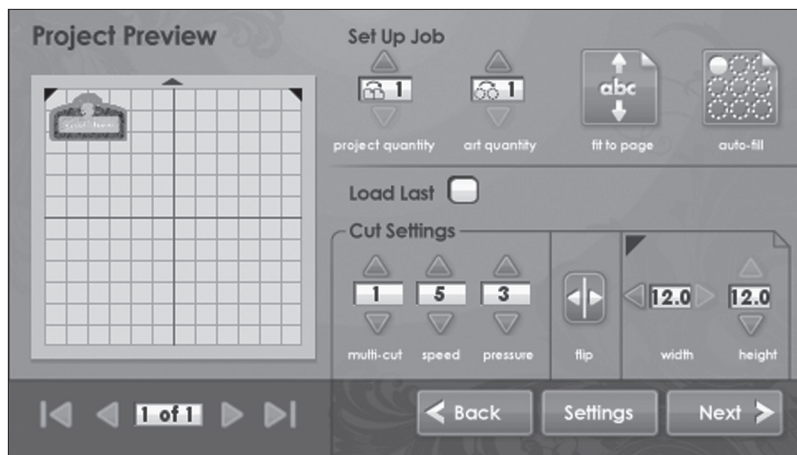 Project Preview
Set Up Job
1 1
project quantity art quantity
abc
fit to page auto-fill
Load Last
Cut Settings
1 5 3
multi-cut speed pressure
flip
12.0 12.0
width height
1 of 1
Back Settings Next